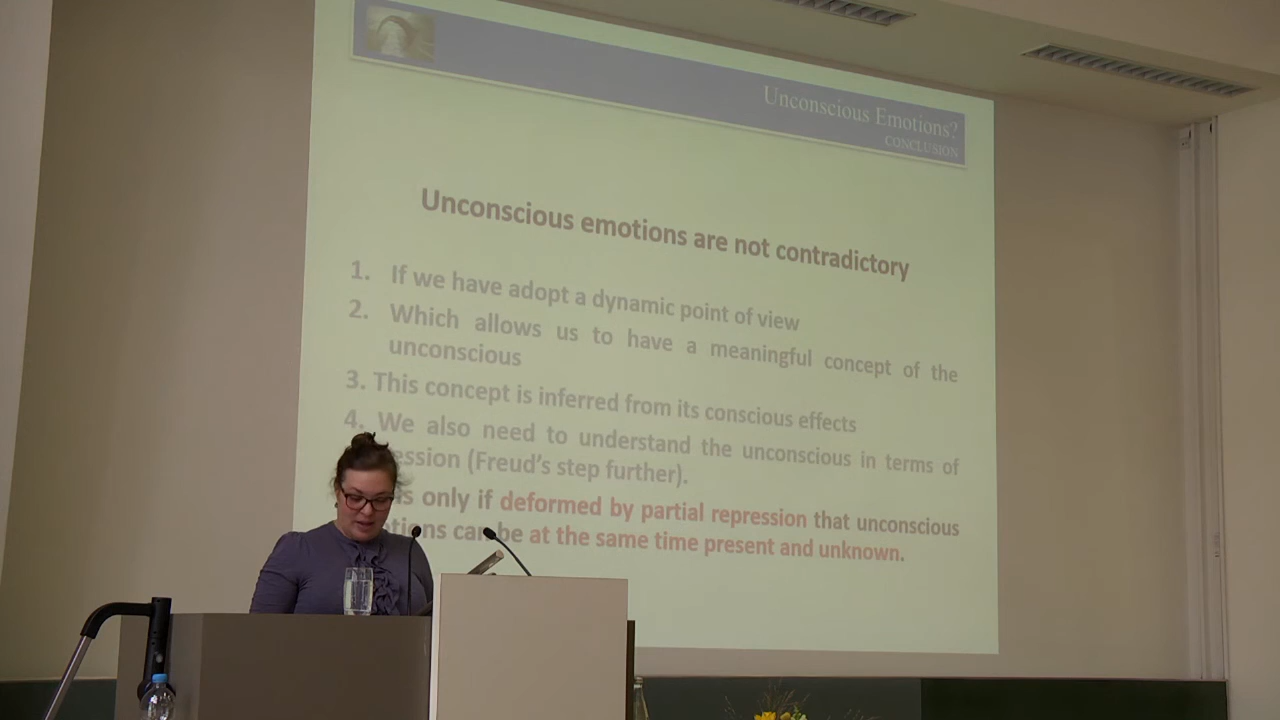 Unconscious Emotions?
CONCLUSION
Unconscious emotions are not contradictory
1. If we have adopt a dynamic point of view
2. Which allows us to have a meaningful concept of the
unconscious
3. This concept is inferred from its conscious effects
4. We also need to understand the unconscious in terms of
ession (Freud's step further).
is only if deformed by partial repression that unconscious
tions can be at the same time present and unknown.